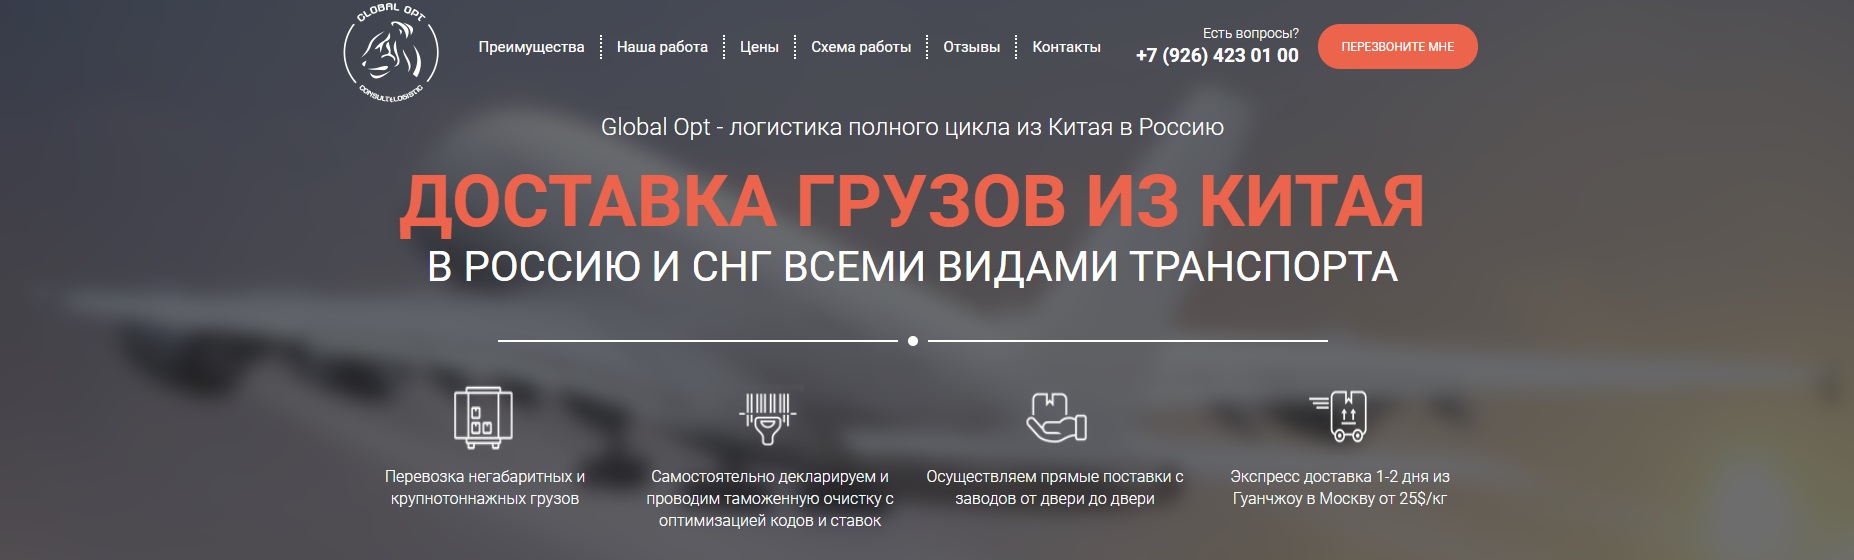 GLOBAL OPT
CONSULT&LOGISTIC
Преимущества
Наша работа
Цены
Схема работы
Отзывы
Контакты
Есть вопросы?
+7 (926) 423 01 00
ПЕРЕЗВОНИТЕ МНЕ
Global Opt - логистика полного цикла из Китая в Россию
ДОСТАВКА ГРУЗОВ ИЗ КИТАЯ
В РОССИЮ И СНГ ВСЕМИ ВИДАМИ ТРАНСПОРТА
Перевозка негабаритных и
крупнотоннажных грузов
Самостоятельно декларируем и
проводим таможенную очистку с
оптимизацией кодов и ставок
Осуществляем прямые поставки с
заводов от двери до двери
Экспресс доставка 1-2 дня из
Гуанчжоу в Москву от 25$/кг